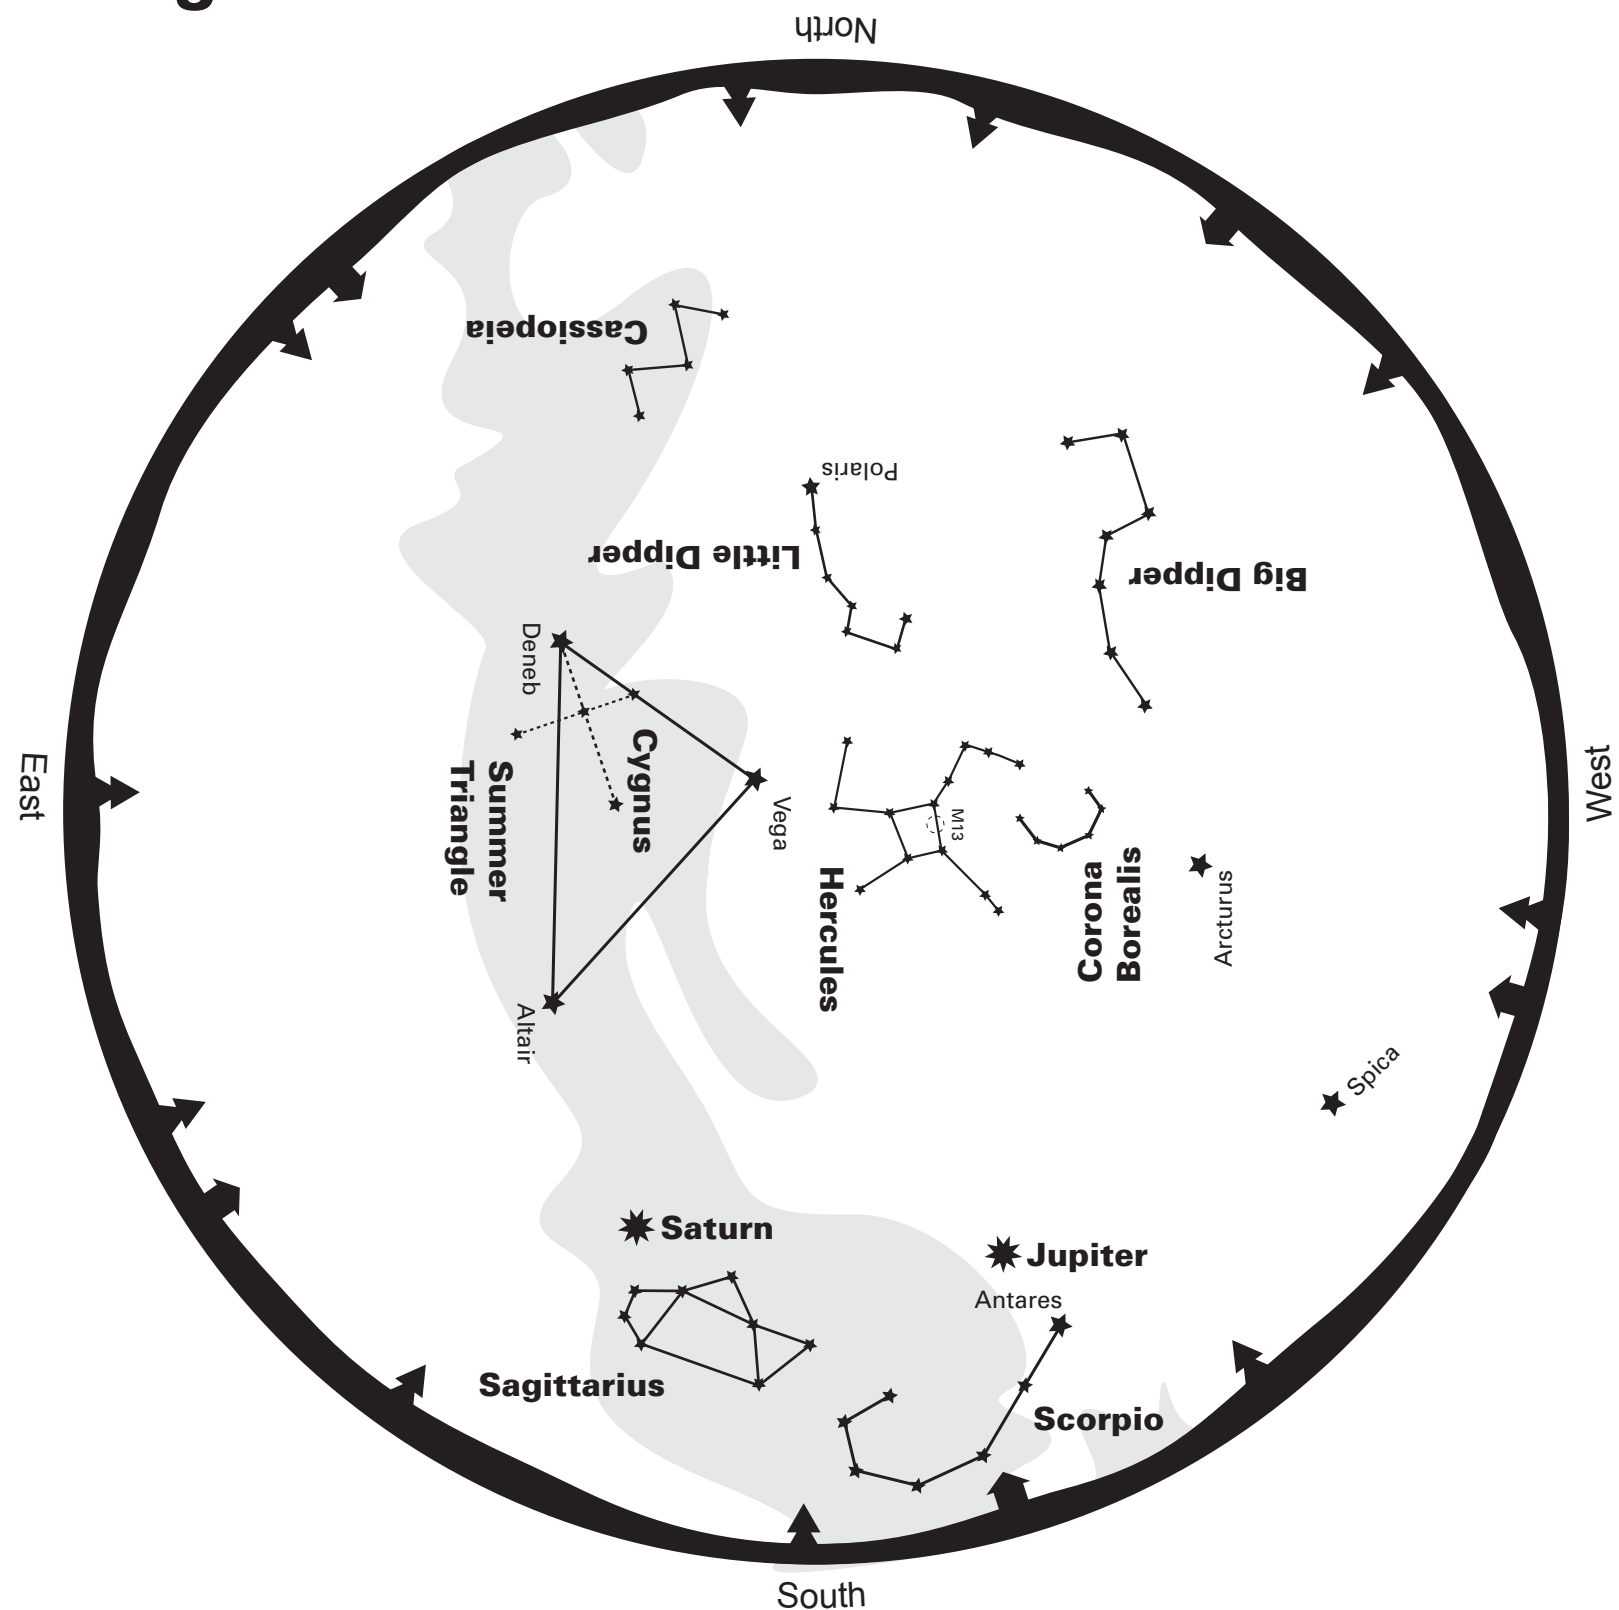 g
North
Cassiopeia
Polaris
Little Dipper
Big Dipper
Deneb
Cygnus
Summer
Triangle
Vega
Altair
M13
Hercules
Corona
Borealis
Arcturus
East
West
Spica
Saturn
Jupiter
Antares
Sagittarius
Scorpio
South